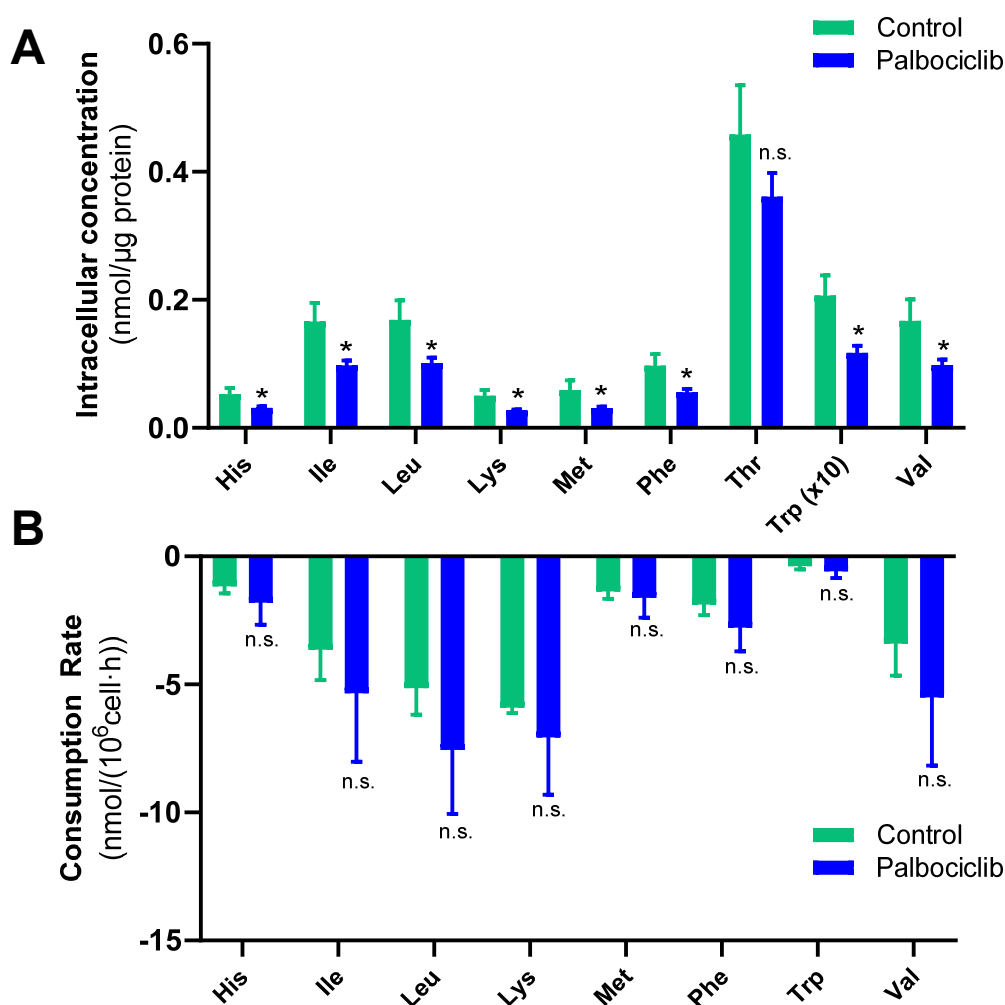 A
Control
Palbociclib
Intracellular concentration
(nmol/µg protein)
0.6
0.4
0.2
0.0
*
*
*
*
*
*
n.s.
*
*
His
Ile
Leu
Lys
Met
Phe
Thr
Trp (x10)
Val
B
Consumption Rate
(nmol/(10⁶cell·h))
0
-5
-10
-15
n.s.
n.s.
n.s.
n.s.
n.s.
n.s.
n.s.
n.s.
Control
Palbociclib
His
Ile
Leu
Lys
Met
Phe
Trp
Val